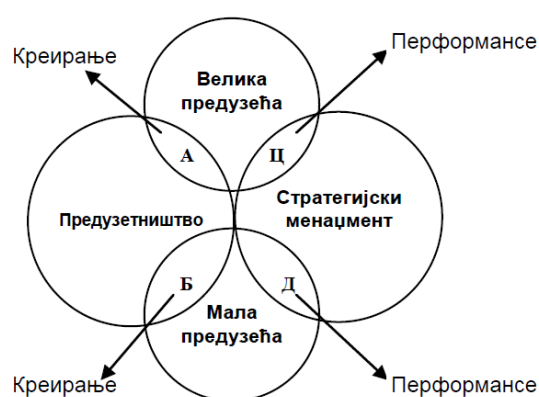 Креирање
Перформансе
Велика
предузећа
А
Ц
Предузетништво
Стратегијски
менаџмент
Б
Д
Мала
предузећа
Креирање
Перформансе